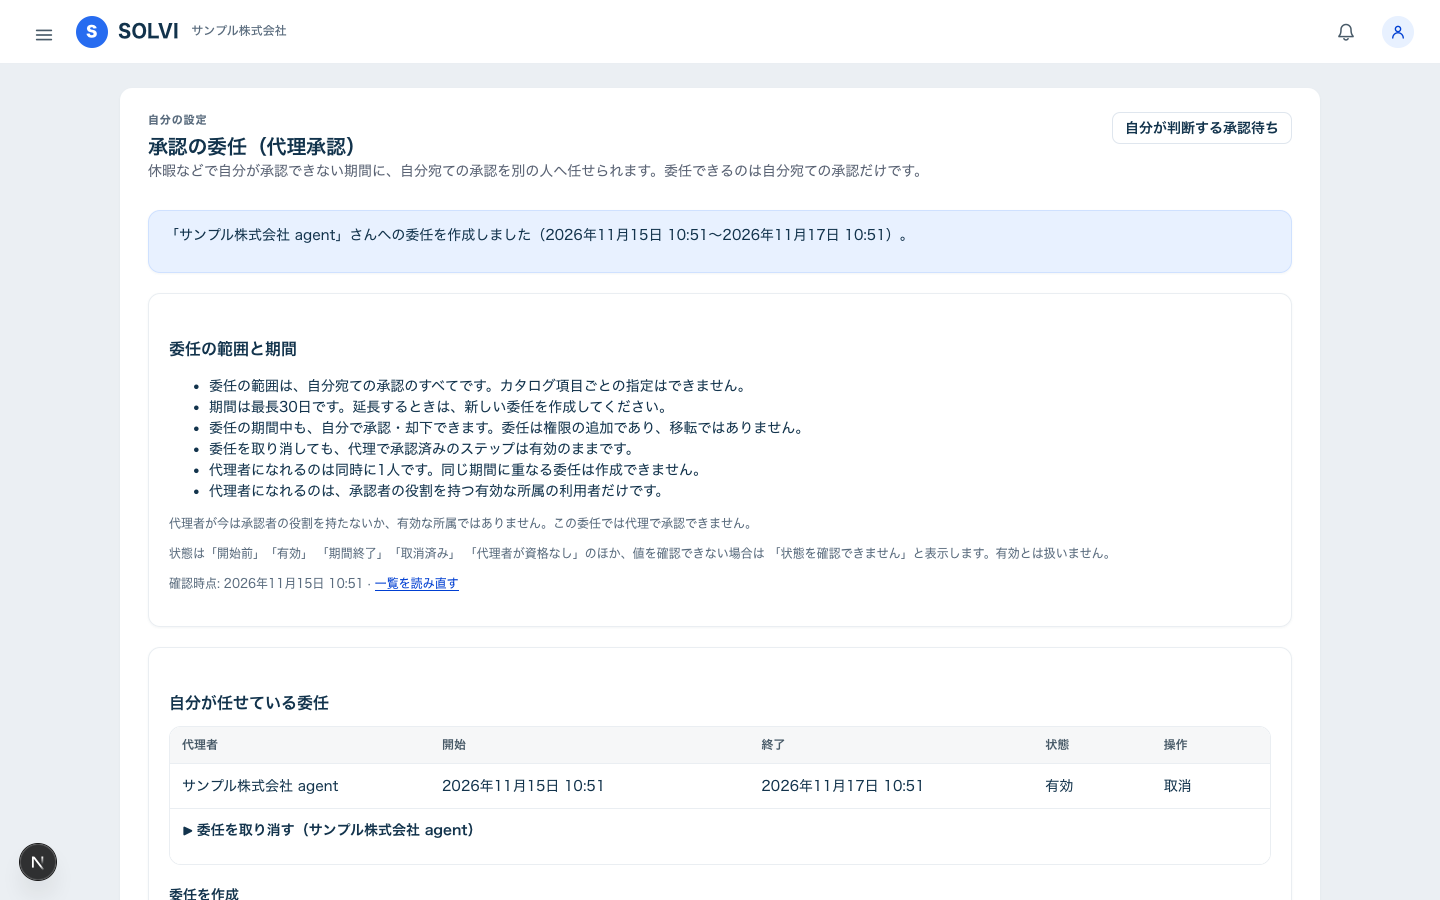 S SOLVI サンプル株式会社
自分の設定
承認の委任（代理承認）
自分が判断する承認待ち
休暇などで自分が承認できない期間に、自分宛ての承認を別の人へ任せられます。委任できるのは自分宛ての承認だけです。
「サンプル株式会社 agent」さんへの委任を作成しました（2026年11月15日 10:51〜2026年11月17日 10:51）。
委任の範囲と期間
• 委任の範囲は、自分宛ての承認のすべてです。カタログ項目ごとの指定はできません。
• 期間は最長30日です。延長するときは、新しい委任を作成してください。
• 委任の期間中も、自分で承認・却下できます。委任は権限の追加であり、移転ではありません。
• 委任を取り消しても、代理で承認済みのステップは有効のままです。
• 代理者になれるのは同時に1人です。同じ期間に重なる委任は作成できません。
• 代理者になれるのは、承認者の役割を持つ有効な所属の利用者だけです。
代理者が今は承認者の役割を持たないか、有効な所属ではありません。この委任では代理で承認できません。
状態は「開始前」「有効」 「期間終了」「取消済み」 「代理者が資格なし」のほか、値を確認できない場合は 「状態を確認できません」と表示します。有効とは扱いません。
確認時点: 2026年11月15日 10:51 · 一覧を読み直す
自分が任せている委任
代理者 開始 終了 状態 操作
サンプル株式会社 agent 2026年11月15日 10:51 2026年11月17日 10:51 有効 取消
▶ 委任を取り消す（サンプル株式会社 agent）
委任を作成
N